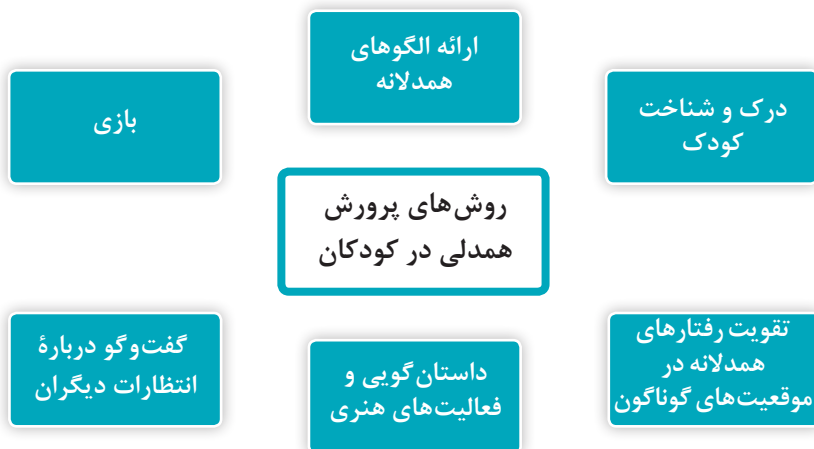 ارائه الگوهای
همدلانه
درک و شناخت
کودک
بازی
روش‌های پرورش
همدلی در کودکان
تقویت رفتارهای
همدلانه در
موقعیت‌های گوناگون
داستان‌گویی و
فعالیت‌های هنری
گفت‌وگو دربارهٔ
انتظارات دیگران